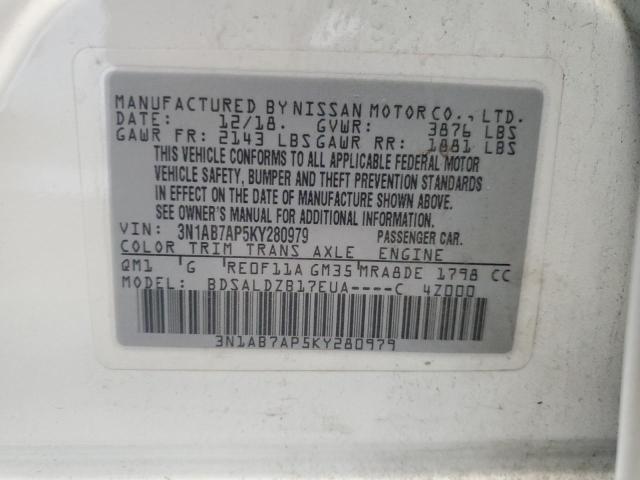 MANUFACTURED BY NISSAN MOTOR CO., LTD.
DATE: 12/18. GVWR: 3876 LBS
GAWR FR: 2143 LBS GAWR RR: 1881 LBS
THIS VEHICLE CONFORMS TO ALL APPLICABLE FEDERAL MOTOR
VEHICLE SAFETY, BUMPER AND THEFT PREVENTION STANDARDS
IN EFFECT ON THE DATE OF MANUFACTURE SHOWN ABOVE.
SEE OWNER'S MANUAL FOR ADDITIONAL INFORMATION.
VIN: 3N1AB7AP5KY280979 PASSENGER CAR.
COLOR TRIM TRANS AXLE ENGINE
QM1 G RE0F11A GM35 MRA8DE 1798 CC
MODEL: BDSALDZB17EUA----C 4Z000
3N1AB7AP5KY280979